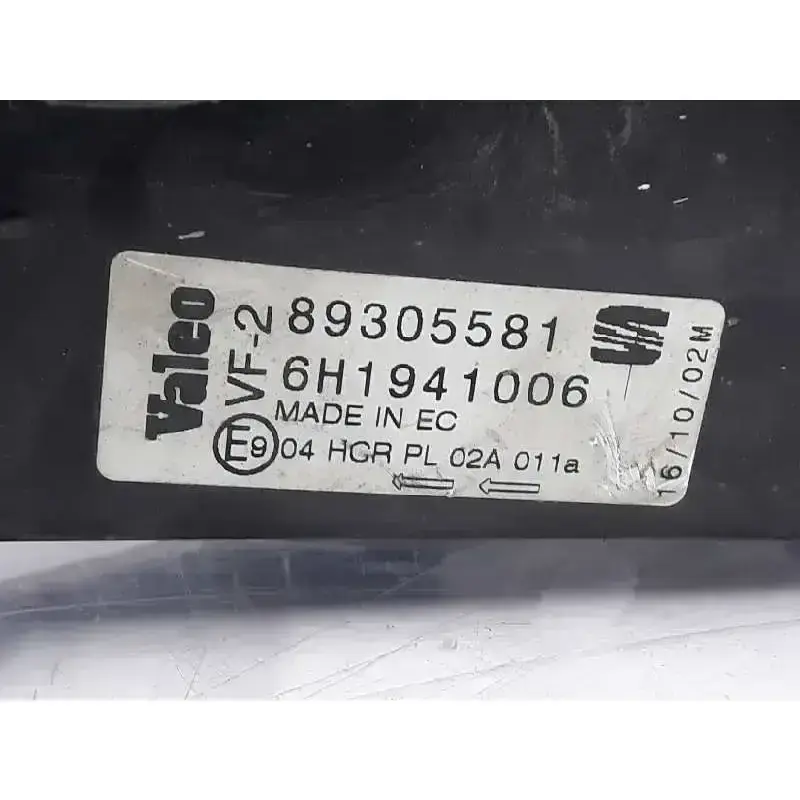 Valeo
VF-2
89305581
6H1941006
MADE IN EC
E9 04 HCR PL 02A 011a
16/10/02M